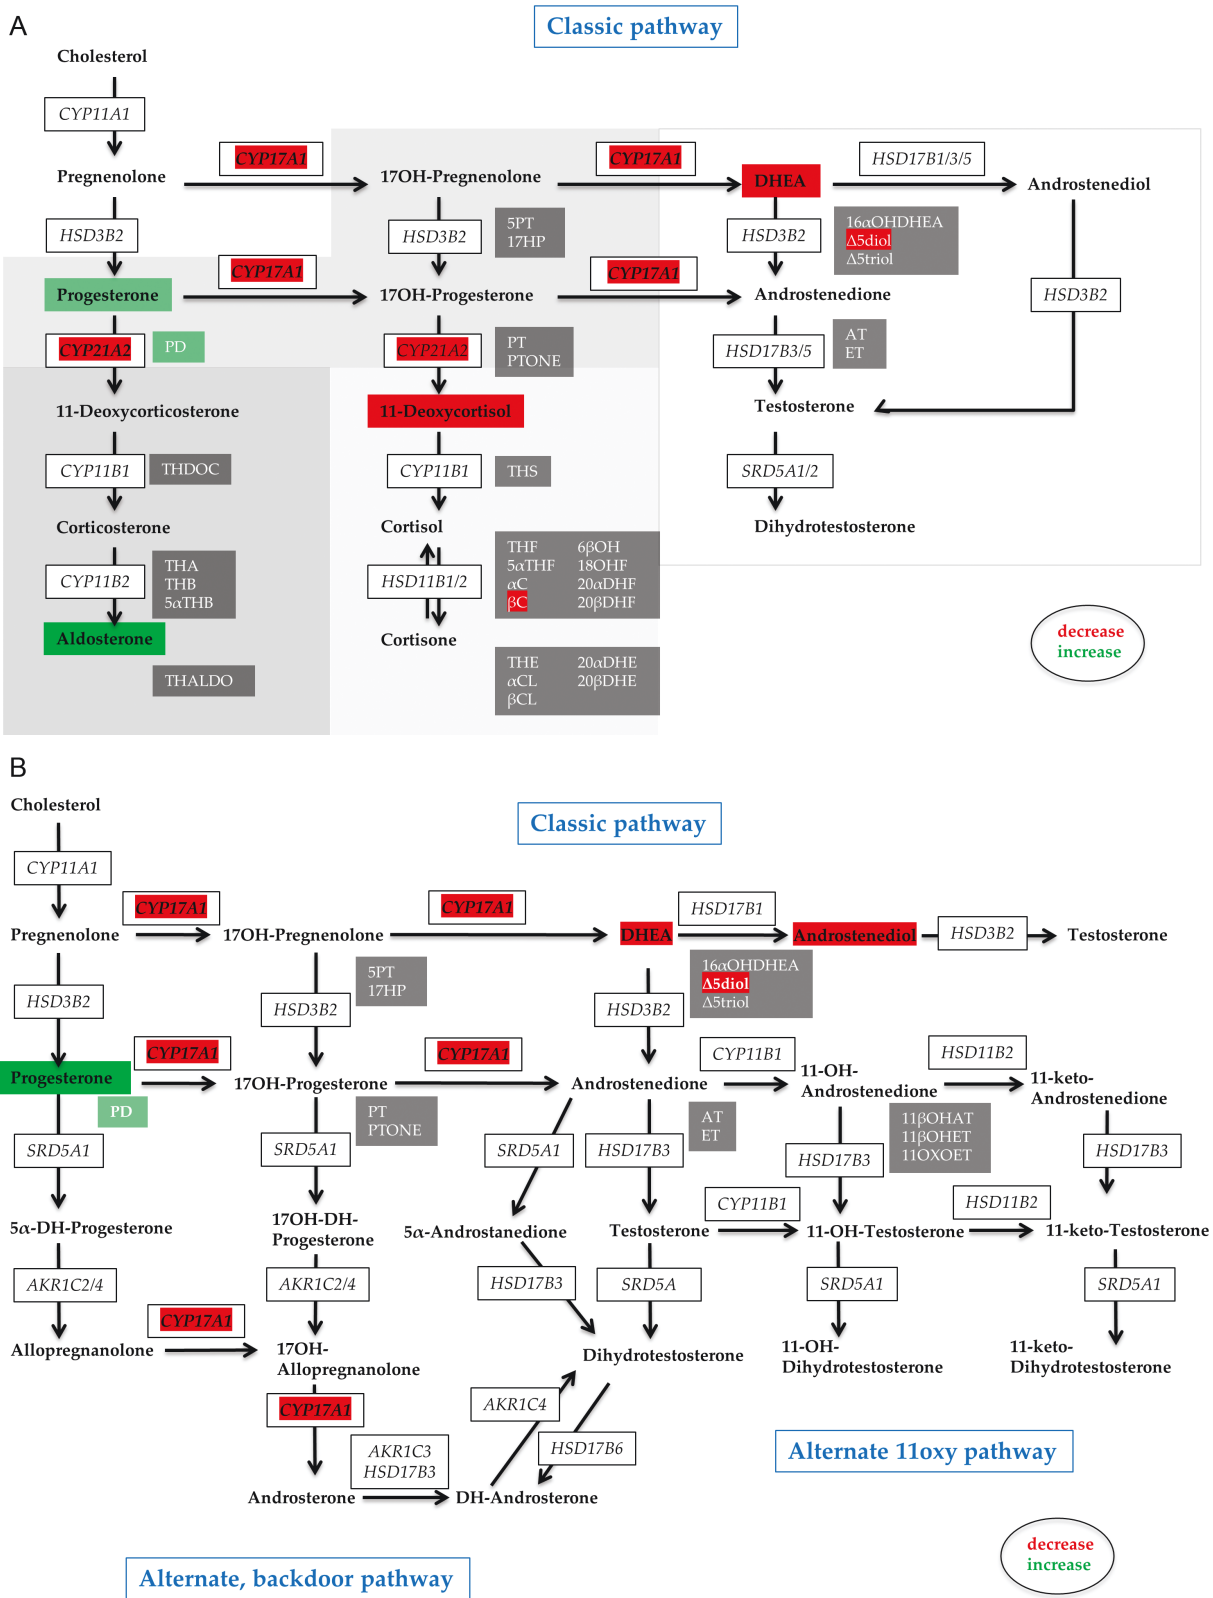 A
Classic pathway
Cholesterol
CYP11A1
CYP17A1
CYP17A1
HSD17B1/3/5
Pregnenolone
17OH-Pregnenolone
DHEA
Androstenediol
HSD3B2
HSD3B2
5PT
17HP
HSD3B2
16αOHDHEA
Δ5diol
Δ5triol
CYP17A1
CYP17A1
HSD3B2
Progesterone
17OH-Progesterone
Androstenedione
CYP21A2
PD
CYP21A2
PT
PTONE
HSD17B3/5
AT
ET
11-Deoxycorticosterone
11-Deoxycortisol
Testosterone
CYP11B1
THDOC
CYP11B1
THS
SRD5A1/2
Corticosterone
Cortisol
Dihydrotestosterone
CYP11B2
THA
THB
5αTHB
HSD11B1/2
THF 6βOH
5αTHF 18OHF
αC 20αDHF
βC 20βDHF
Aldosterone
Cortisone
THALDO
THE 20αDHE
αCL 20βDHE
βCL
decrease
increase
B
Cholesterol
Classic pathway
CYP11A1
CYP17A1
CYP17A1
HSD17B1
Pregnenolone
17OH-Pregnenolone
DHEA
Androstenediol
HSD3B2
Testosterone
HSD3B2
HSD3B2
5PT
17HP
HSD3B2
16αOHDHEA
Δ5diol
Δ5triol
CYP17A1
CYP17A1
CYP11B1
HSD11B2
Progesterone
17OH-Progesterone
Androstenedione
11-OH-
Androstenedione
11-keto-
Androstenedione
PD
PT
PTONE
AT
ET
11βOHAT
11βOHET
11OXOET
SRD5A1
SRD5A1
SRD5A1
HSD17B3
HSD17B3
HSD17B3
CYP11B1
HSD11B2
5α-DH-Progesterone
17OH-DH-
Progesterone
5α-Androstanedione
Testosterone
11-OH-Testosterone
11-keto-Testosterone
AKR1C2/4
AKR1C2/4
HSD17B3
SRD5A
SRD5A1
SRD5A1
CYP17A1
Allopregnanolone
17OH-
Allopregnanolone
Dihydrotestosterone
11-OH-
Dihydrotestosterone
11-keto-
Dihydrotestosterone
CYP17A1
AKR1C4
AKR1C3
HSD17B3
HSD17B6
Alternate 11oxy pathway
Androsterone
DH-Androsterone
decrease
increase
Alternate, backdoor pathway